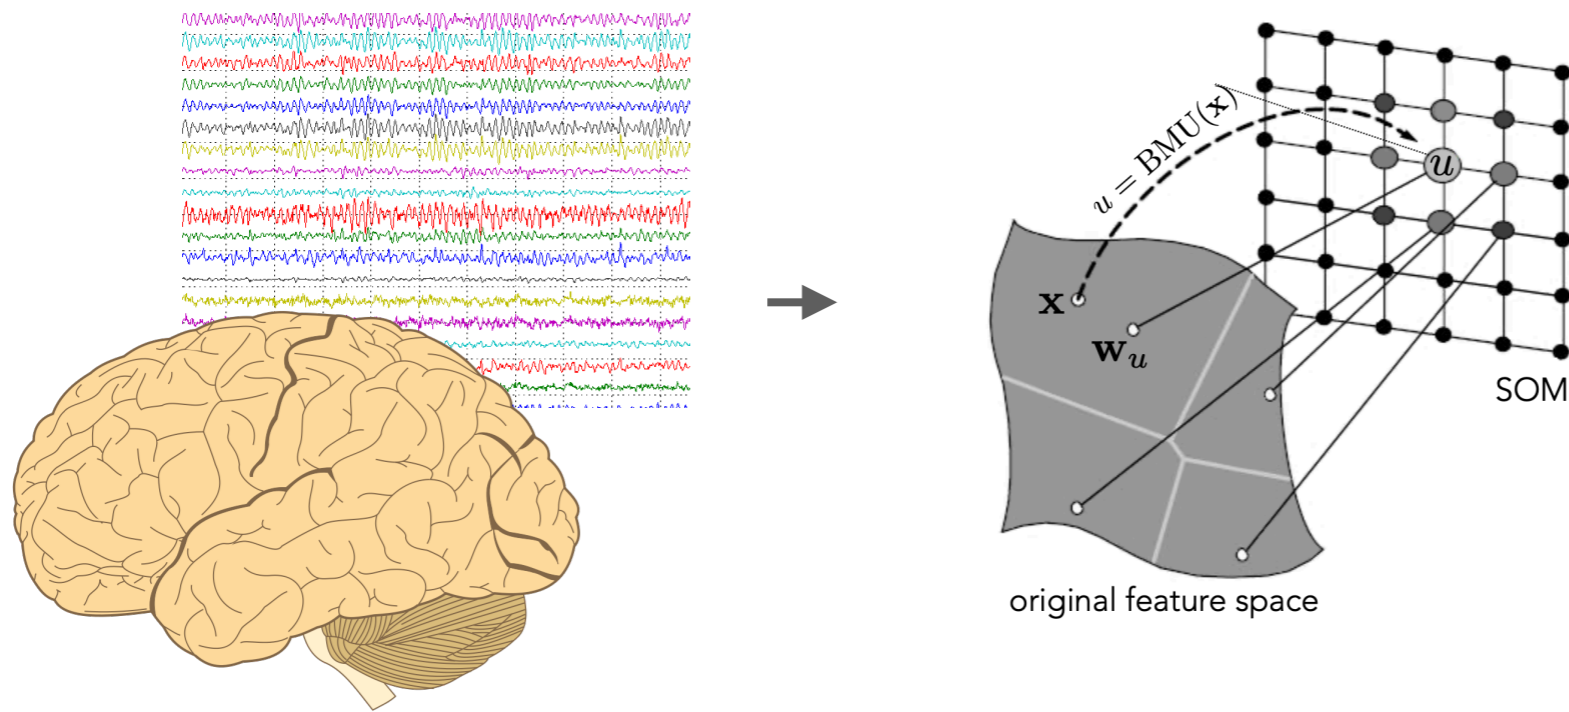 u = BMU(x)
u
x
w_u
SOM
original feature space